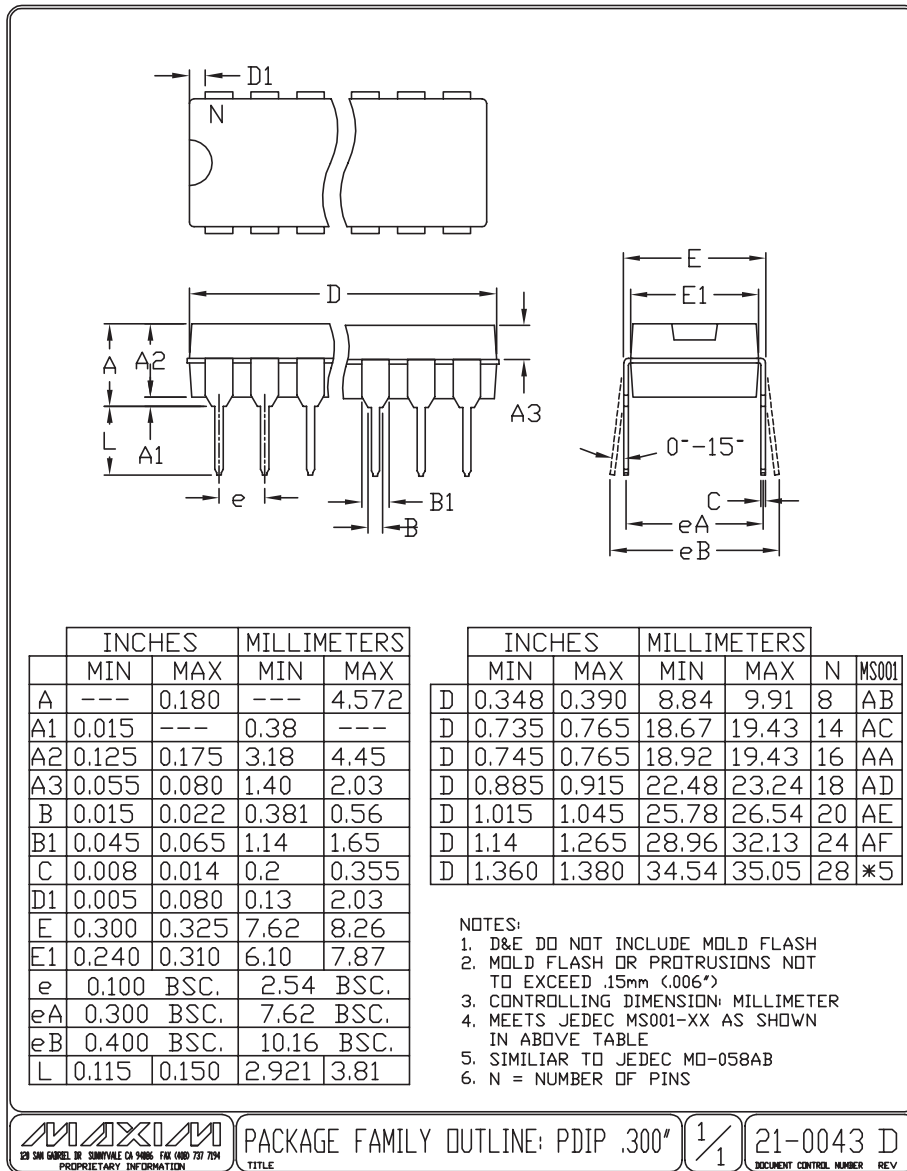 D1
N
E
D
E1
A
A2
A3
L
A1
0°-15°
e
B1
B
C
eA
eB
INCHES MILLIMETERS
MIN MAX MIN MAX
A --- 0.180 --- 4.572
A1 0.015 --- 0.38 ---
A2 0.125 0.175 3.18 4.45
A3 0.055 0.080 1.40 2.03
B 0.015 0.022 0.381 0.56
B1 0.045 0.065 1.14 1.65
C 0.008 0.014 0.2 0.355
D1 0.005 0.080 0.13 2.03
E 0.300 0.325 7.62 8.26
E1 0.240 0.310 6.10 7.87
e 0.100 BSC. 2.54 BSC.
eA 0.300 BSC. 7.62 BSC.
eB 0.400 BSC. 10.16 BSC.
L 0.115 0.150 2.921 3.81
INCHES MILLIMETERS
MIN MAX MIN MAX N MS001
D 0.348 0.390 8.84 9.91 8 AB
D 0.735 0.765 18.67 19.43 14 AC
D 0.745 0.765 18.92 19.43 16 AA
D 0.885 0.915 22.48 23.24 18 AD
D 1.015 1.045 25.78 26.54 20 AE
D 1.14 1.265 28.96 32.13 24 AF
D 1.360 1.380 34.54 35.05 28 *5
NOTES:
1. D&E DO NOT INCLUDE MOLD FLASH
2. MOLD FLASH OR PROTRUSIONS NOT
TO EXCEED .15mm (.006")
3. CONTROLLING DIMENSION: MILLIMETER
4. MEETS JEDEC MS001-XX AS SHOWN
IN ABOVE TABLE
5. SIMILIAR TO JEDEC MO-058AB
6. N = NUMBER OF PINS
MAXIM
120 SAN GABRIEL DR SUNNYVALE CA 94086 FAX (408) 737 7194
PROPRIETARY INFORMATION
PACKAGE FAMILY OUTLINE: PDIP .300"
TITLE
1/1
21-0043 D
DOCUMENT CONTROL NUMBER REV